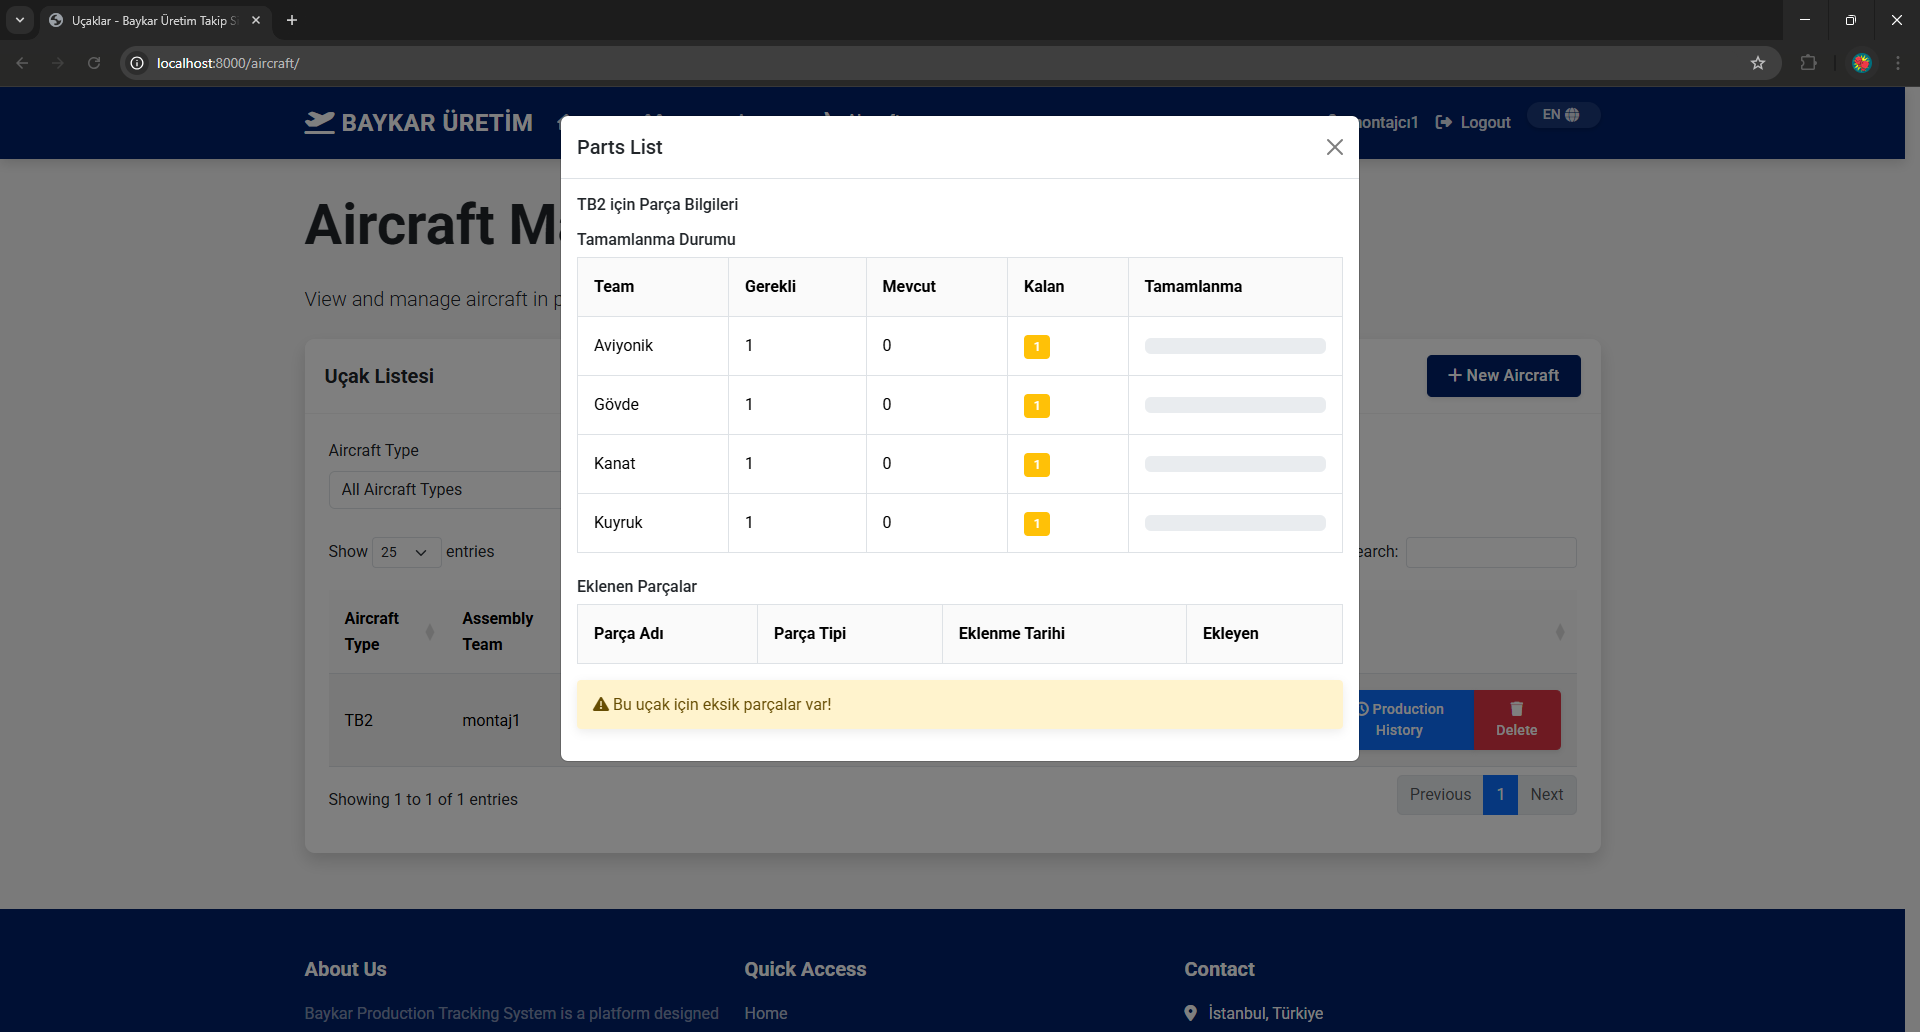 Uçaklar - Baykar Üretim Takip Si
localhost:8000/aircraft/
BAYKAR ÜRETİM
montajcı1
Logout
EN
Aircraft Ma
View and manage aircraft in p
Uçak Listesi
New Aircraft
Aircraft Type
All Aircraft Types
Show 25 entries
earch:
Aircraft Type
Assembly Team
TB2
montaj1
Production History
Delete
Showing 1 to 1 of 1 entries
Previous 1 Next
Parts List
TB2 için Parça Bilgileri
Tamamlanma Durumu
Team Gerekli Mevcut Kalan Tamamlanma
Aviyonik 1 0 1
Gövde 1 0 1
Kanat 1 0 1
Kuyruk 1 0 1
Eklenen Parçalar
Parça Adı Parça Tipi Eklenme Tarihi Ekleyen
Bu uçak için eksik parçalar var!
About Us
Baykar Production Tracking System is a platform designed
Quick Access
Home
Contact
İstanbul, Türkiye